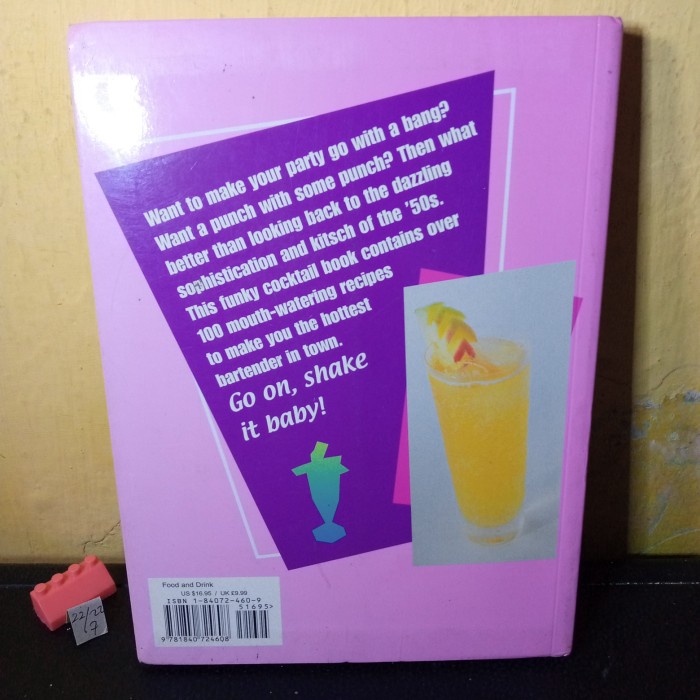 Want to make your party go with a bang?
Want a punch with some punch? Then what
better than looking back to the dazzling
sophistication and kitsch of the '50s.
This funky cocktail book contains over
100 mouth-watering recipes
to make you the hottest
bartender in town.
Go on, shake
it baby!
Food and Drink
US $16.95 / UK £9.99
ISBN 1-84072-460-9
51695>
9 781840 724608
22/22
7